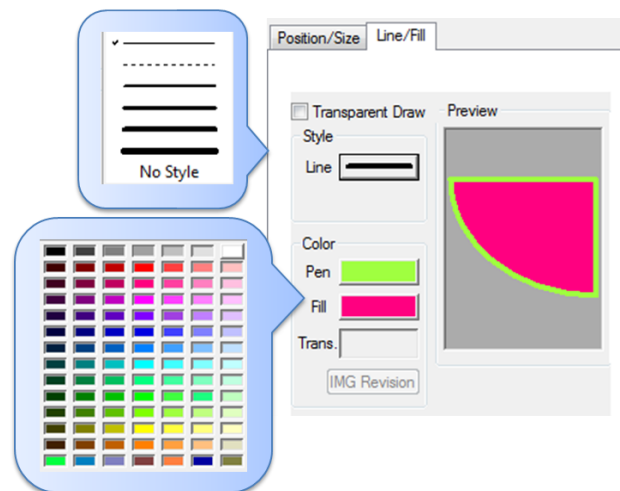 No Style
Position/Size
Line/Fill
Transparent Draw
Style
Line
Color
Pen
Fill
Trans.
IMG Revision
Preview